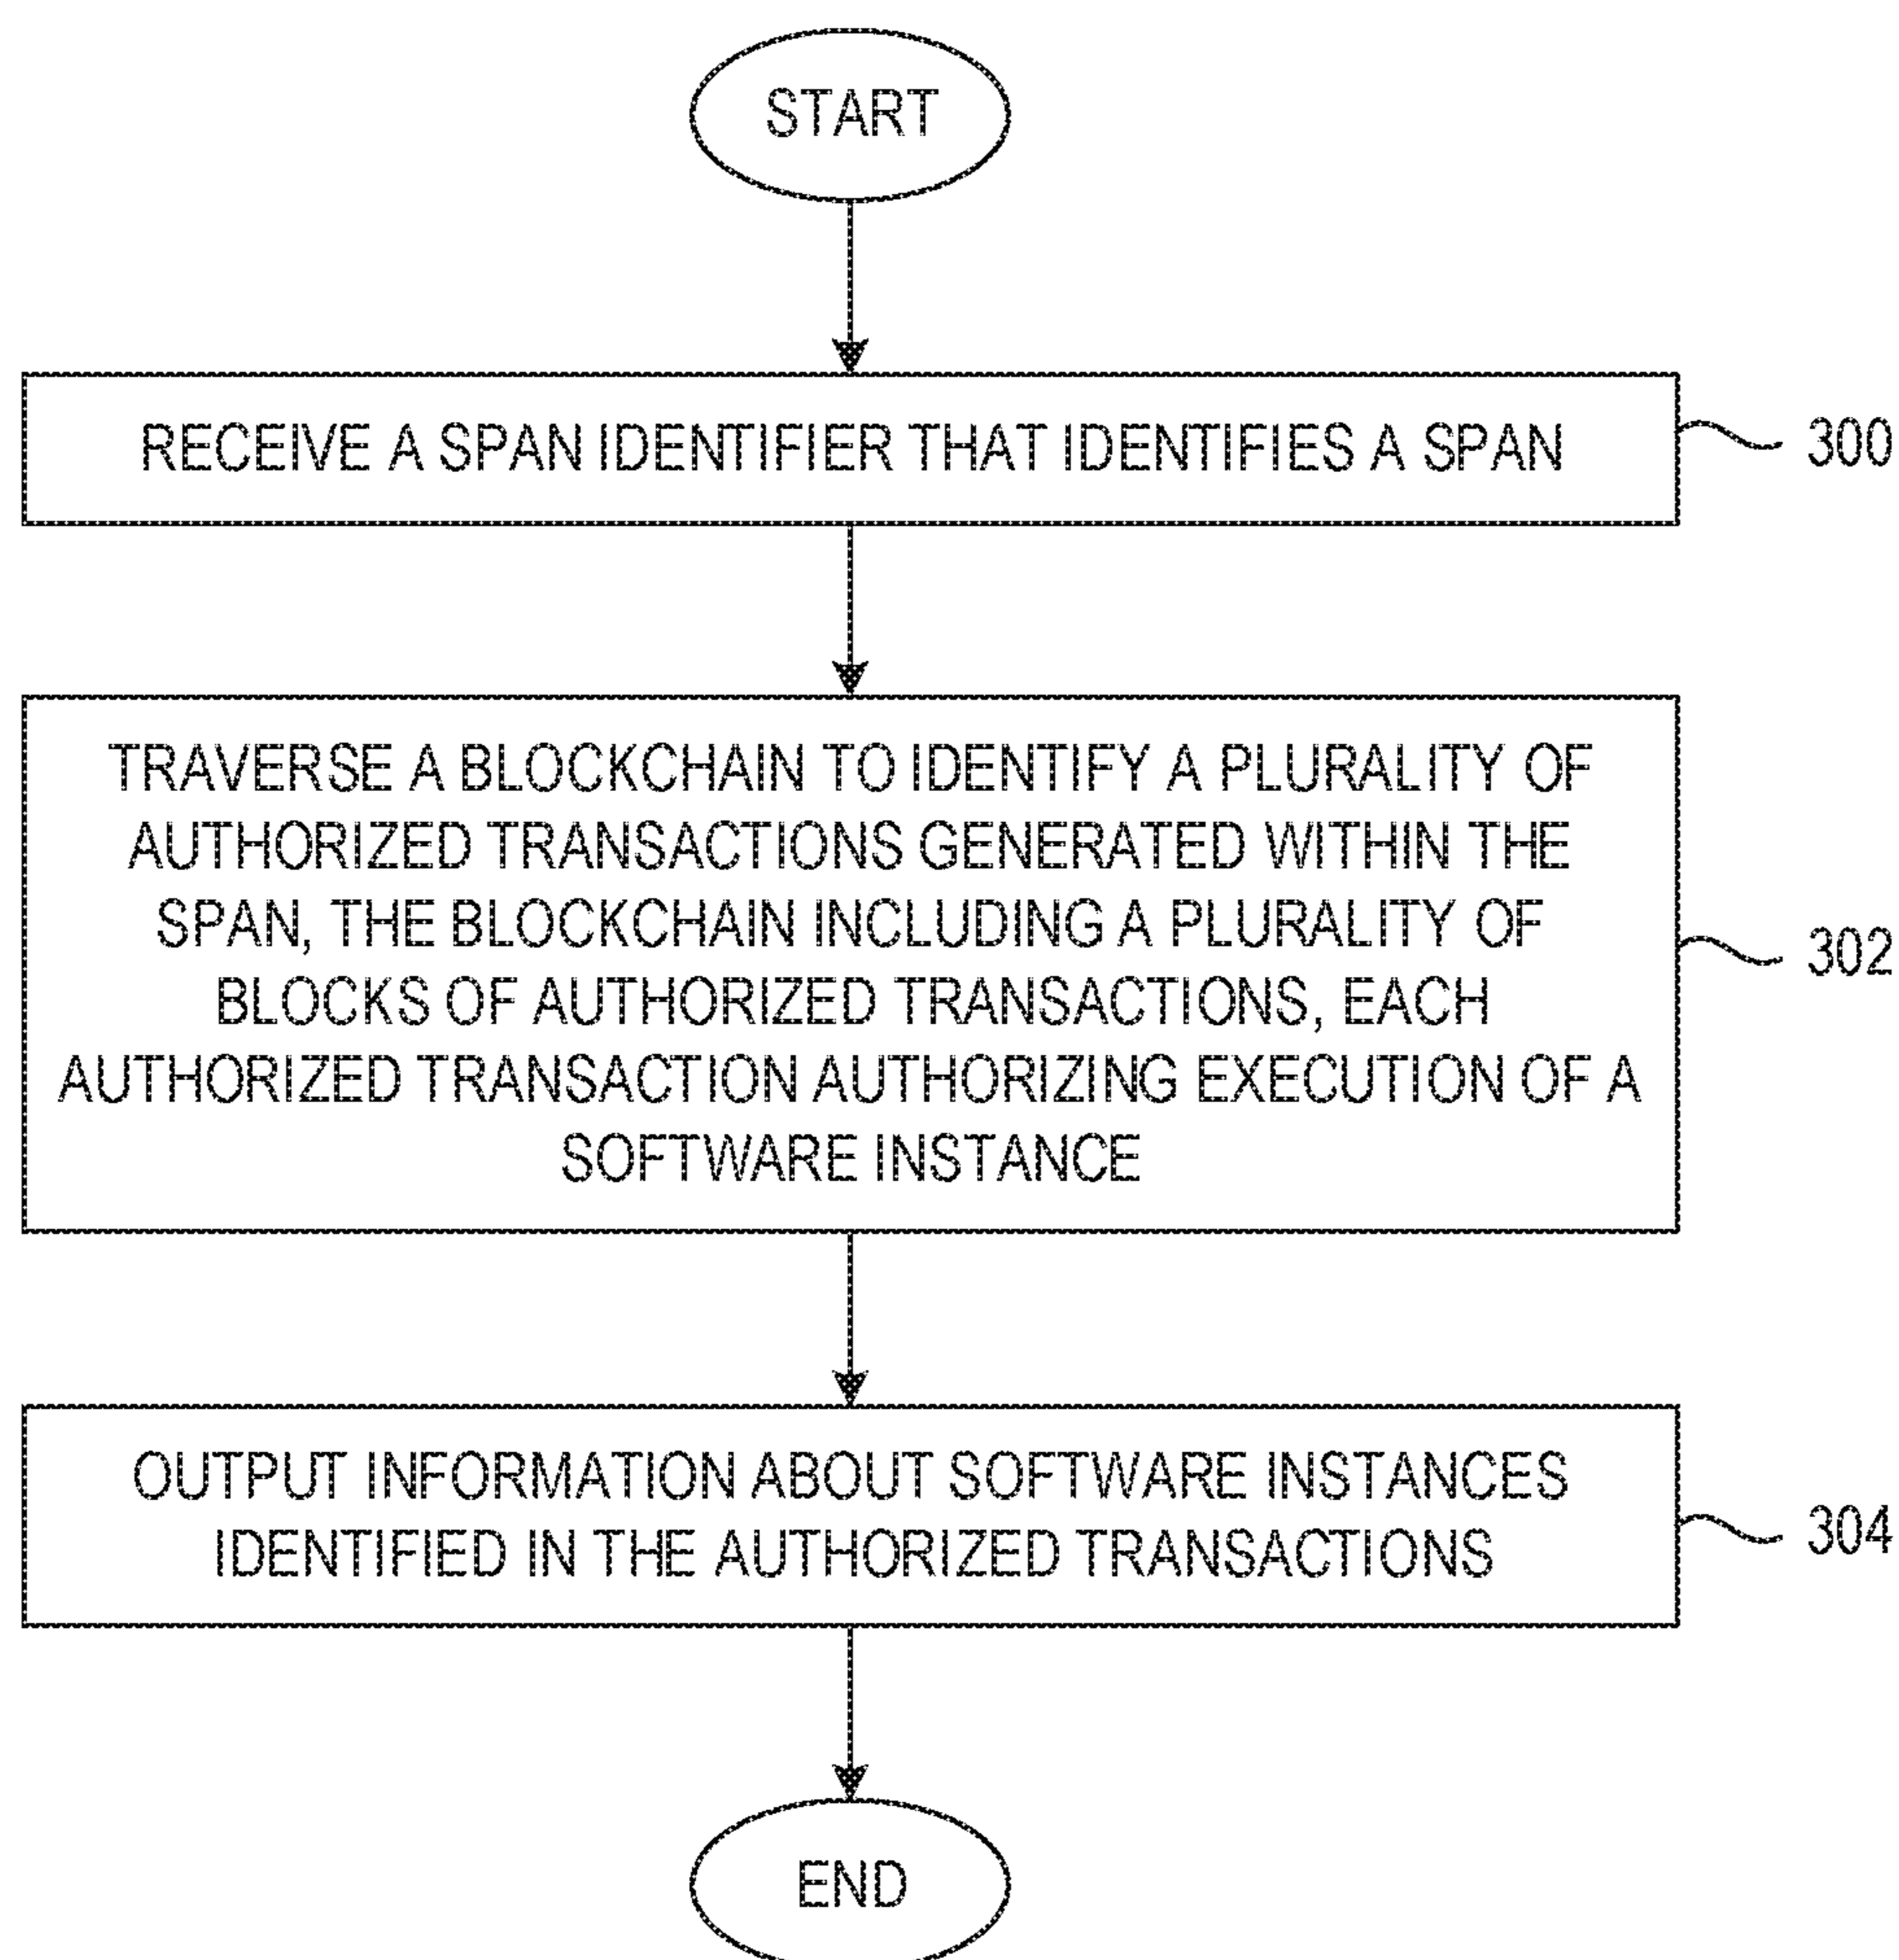 START
RECEIVE A SPAN IDENTIFIER THAT IDENTIFIES A SPAN
300
TRAVERSE A BLOCKCHAIN TO IDENTIFY A PLURALITY OF
AUTHORIZED TRANSACTIONS GENERATED WITHIN THE
SPAN, THE BLOCKCHAIN INCLUDING A PLURALITY OF
BLOCKS OF AUTHORIZED TRANSACTIONS, EACH
AUTHORIZED TRANSACTION AUTHORIZING EXECUTION OF A
SOFTWARE INSTANCE
302
OUTPUT INFORMATION ABOUT SOFTWARE INSTANCES
IDENTIFIED IN THE AUTHORIZED TRANSACTIONS
304
END